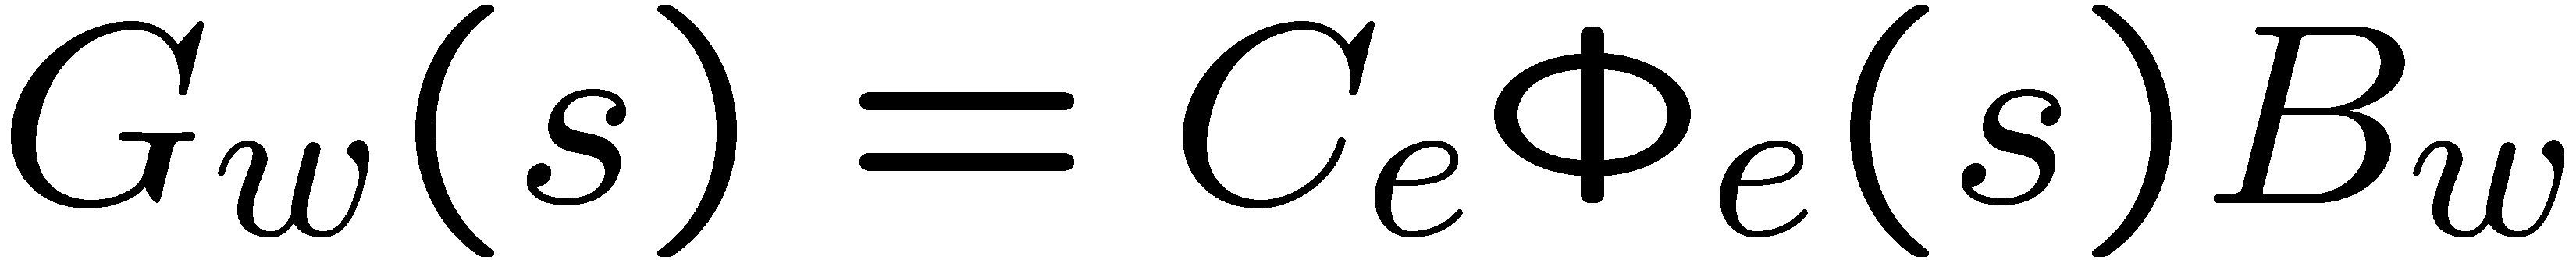 G_w(s) = C_e Φ_e(s) B_w